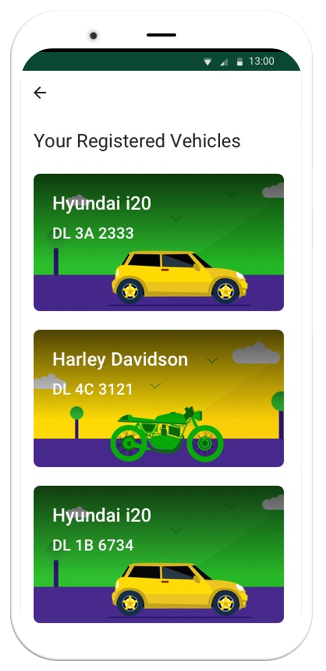 13:00
Your Registered Vehicles
Hyundai i20
DL 3A 2333
Harley Davidson
DL 4C 3121
Hyundai i20
DL 1B 6734